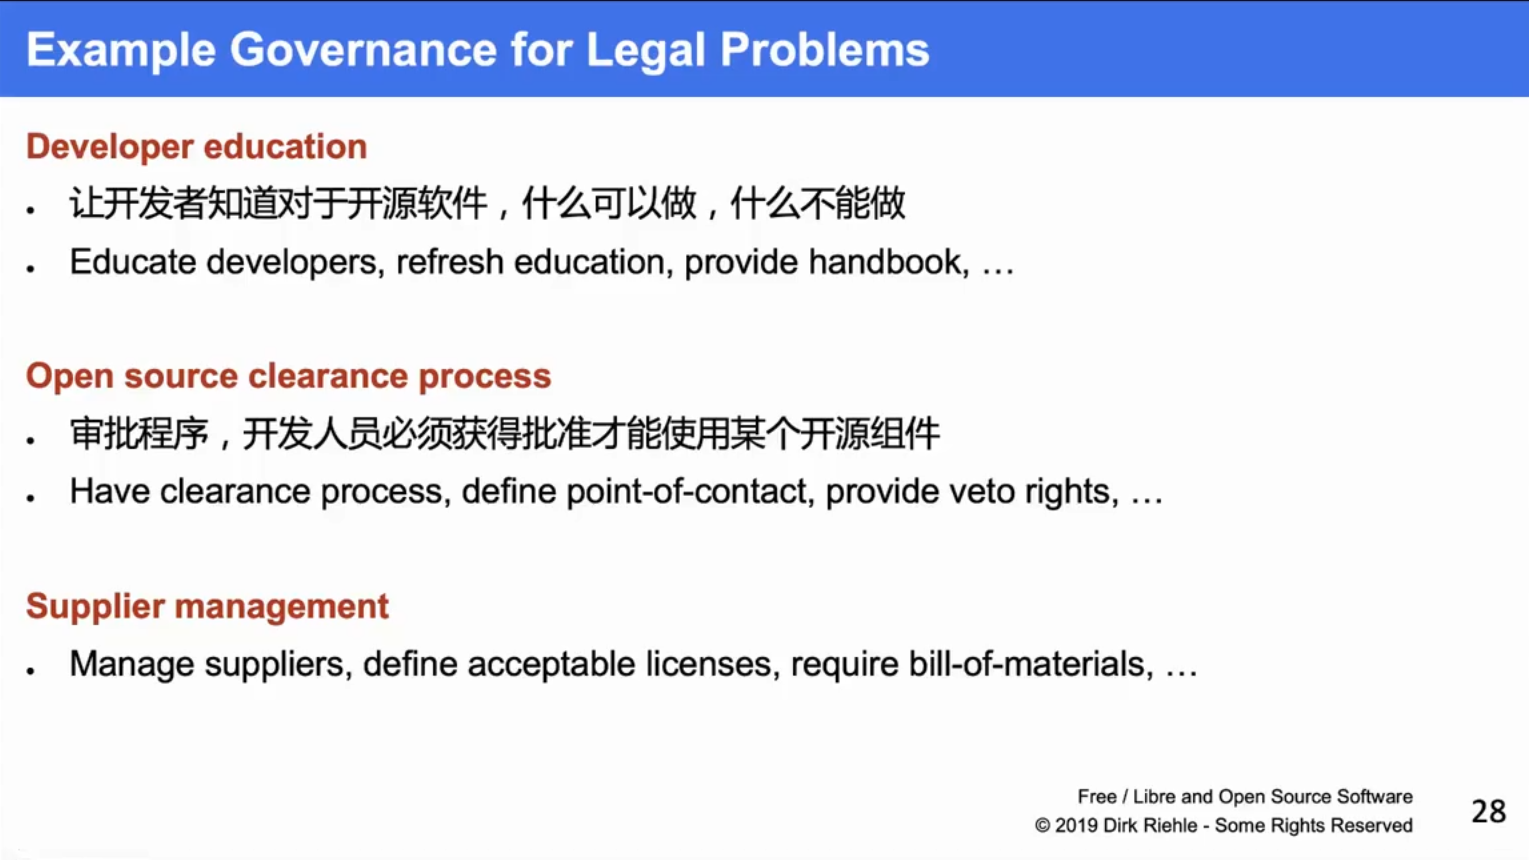 Example Governance for Legal Problems
Developer education
• 让开发者知道对于开源软件，什么可以做，什么不能做
• Educate developers, refresh education, provide handbook, …
Open source clearance process
• 审批程序，开发人员必须获得批准才能使用某个开源组件
• Have clearance process, define point-of-contact, provide veto rights, …
Supplier management
• Manage suppliers, define acceptable licenses, require bill-of-materials, …
Free / Libre and Open Source Software
© 2019 Dirk Riehle - Some Rights Reserved
28